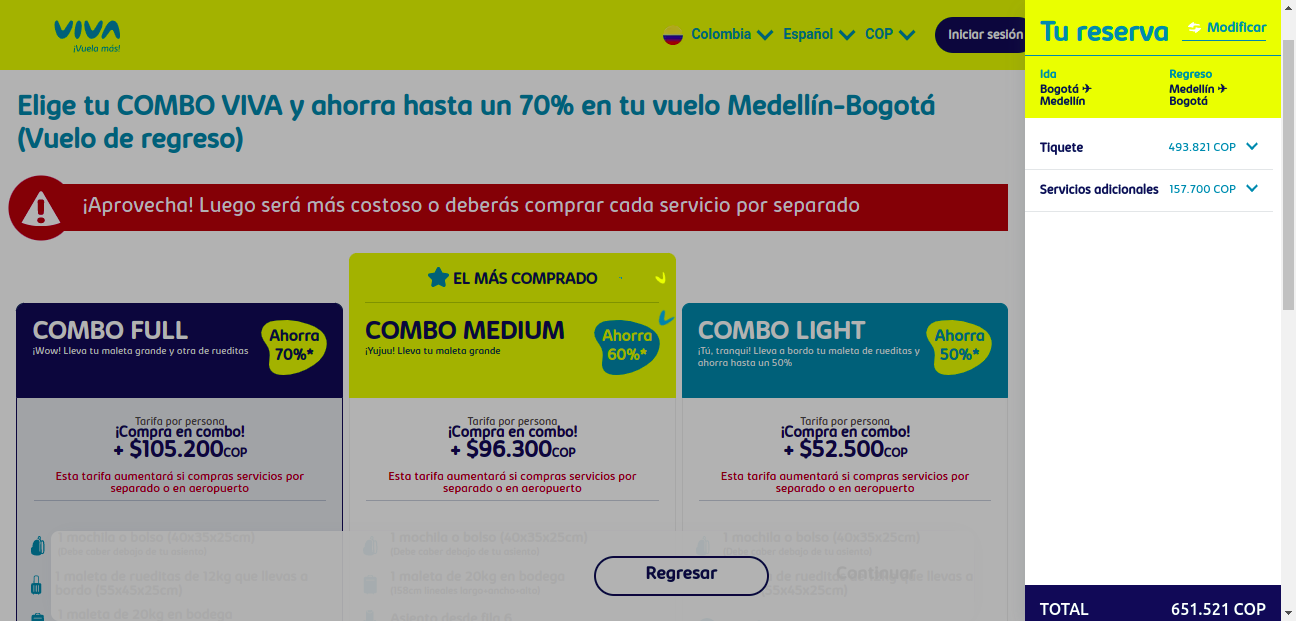 VIVA
¡Vuela más!
Colombia Español COP Iniciar sesión
Elige tu COMBO VIVA y ahorra hasta un 70% en tu vuelo Medellín-Bogotá
(Vuelo de regreso)
¡Aprovecha! Luego será más costoso o deberás comprar cada servicio por separado
COMBO FULL
¡Wow! Lleva tu maleta grande y otra de rueditas
Ahorra
70%*
Tarifa por persona
¡Compra en combo!
+ $105.200COP
Esta tarifa aumentará si compras servicios por
separado o en aeropuerto
1 mochila o bolso (40x35x25cm)
(Debe caber debajo de tu asiento)
1 maleta de rueditas de 12kg que llevas a
bordo (55x45x25cm)
1 maleta de 20kg en bodega
EL MÁS COMPRADO
COMBO MEDIUM
¡Yujuu! Lleva tu maleta grande
Ahorra
60%*
Tarifa por persona
¡Compra en combo!
+ $96.300COP
Esta tarifa aumentará si compras servicios por
separado o en aeropuerto
1 mochila o bolso (40x35x25cm)
(Debe caber debajo de tu asiento)
1 maleta de 20kg en bodega
Asiento desde fila 6
COMBO LIGHT
¡Tú, tranqui! Lleva a bordo tu maleta de rueditas y
ahorra hasta un 50%
Ahorra
50%*
Tarifa por persona
¡Compra en combo!
+ $52.500COP
Esta tarifa aumentará si compras servicios por
separado o en aeropuerto
1 mochila o bolso (40x35x25cm)
(Debe caber debajo de tu asiento)
de rueditas de 12kg que llevas a
(55x45x25cm)
Regresar
Continuar
Tu reserva Modificar
Ida
Bogotá ✈
Medellín
Regreso
Medellín ✈
Bogotá
Tiquete 493.821 COP
Servicios adicionales 157.700 COP
TOTAL 651.521 COP